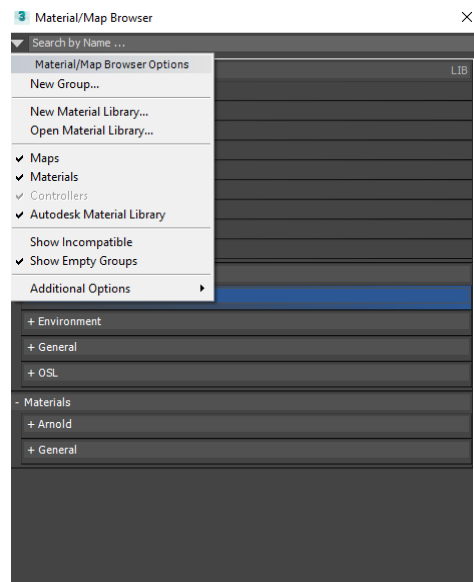 3 Material/Map Browser
Search by Name ...
Material/Map Browser Options
LIB
New Group...
New Material Library...
Open Material Library...
Maps
Materials
Controllers
Autodesk Material Library
Show Incompatible
Show Empty Groups
Additional Options
+ Environment
+ General
+ OSL
- Materials
+ Arnold
+ General